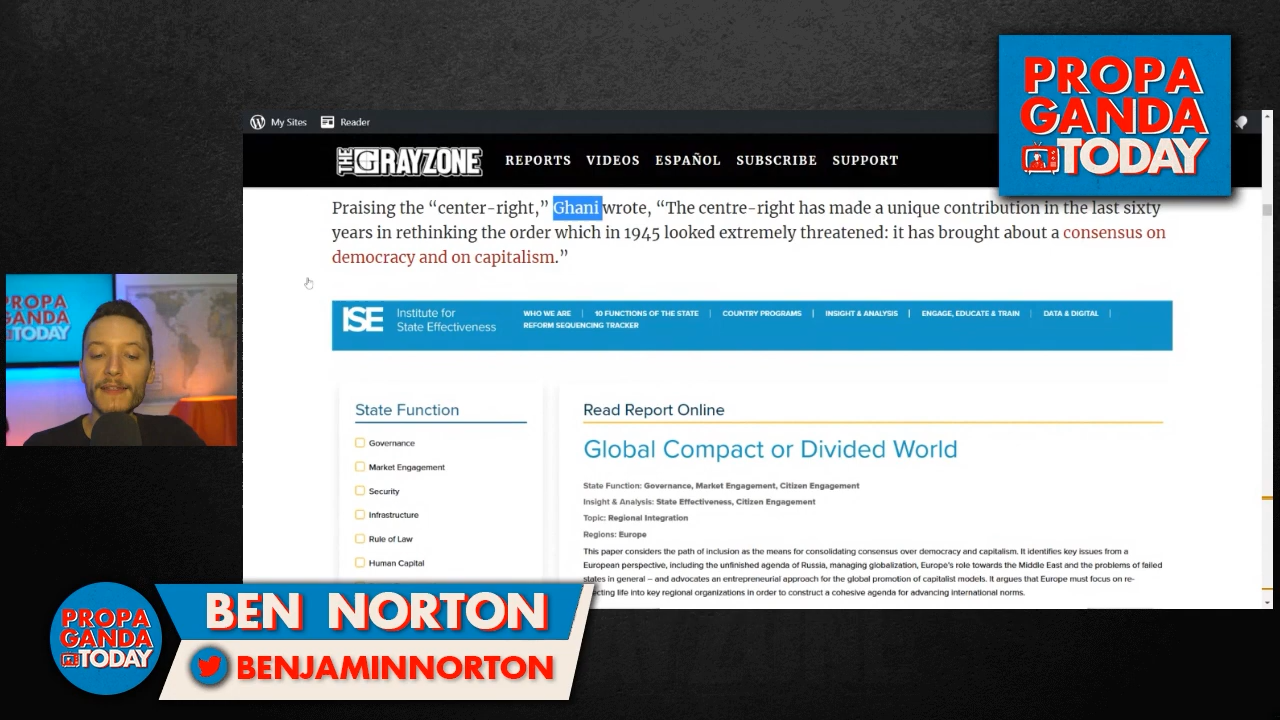 PROPA
GANDA
TODAY
My Sites
Reader
THE GRAYZONE
REPORTS
VIDEOS
ESPAÑOL
SUBSCRIBE
SUPPORT
Praising the “center-right,” Ghani wrote, “The centre-right has made a unique contribution in the last sixty
years in rethinking the order which in 1945 looked extremely threatened: it has brought about a consensus on
democracy and on capitalism.”
PROPA
GANDA
TODAY
ISE
Institute for
State Effectiveness
WHO WE ARE | 10 FUNCTIONS OF THE STATE | COUNTRY PROGRAMS | INSIGHT & ANALYSIS | ENGAGE, EDUCATE & TRAIN | DATA & DIGITAL |
REFORM SEQUENCING TRACKER
State Function
Governance
Market Engagement
Security
Infrastructure
Rule of Law
Human Capital
Read Report Online
Global Compact or Divided World
State Function: Governance, Market Engagement, Citizen Engagement
Insight & Analysis: State Effectiveness, Citizen Engagement
Topic: Regional Integration
Regions: Europe
This paper considers the path of inclusion as the means for consolidating consensus over democracy and capitalism. It identifies key issues from a
European perspective, including the unfinished agenda of Russia, managing globalization, Europe's role towards the Middle East and the problems of failed
states in general – and advocates an entrepreneurial approach for the global promotion of capitalist models. It argues that Europe must focus on re-
ecting life into key regional organizations in order to construct a cohesive agenda for advancing international norms.
PROPA
GANDA
TODAY
BEN NORTON
BENJAMINNORTON